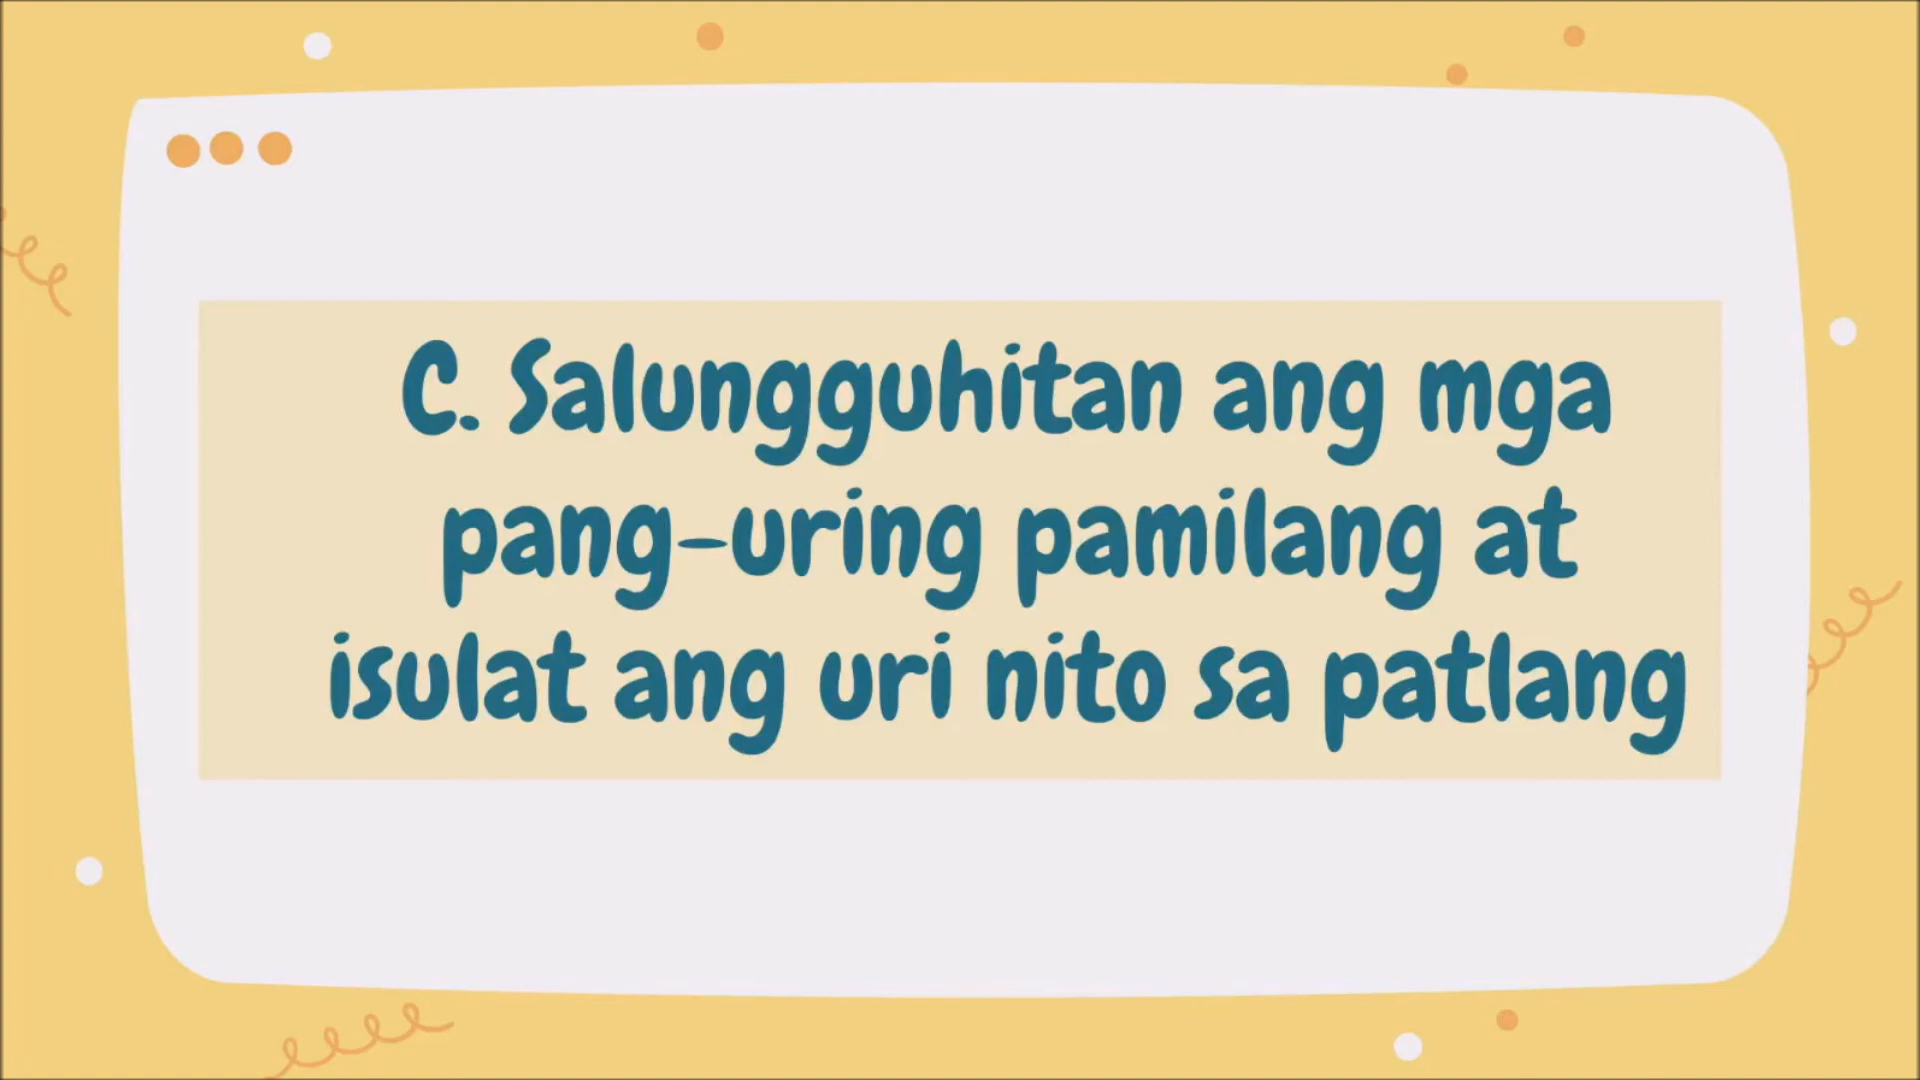 C. Salungguhitan ang mga
pang-uring pamilang at
isulat ang uri nito sa patlang